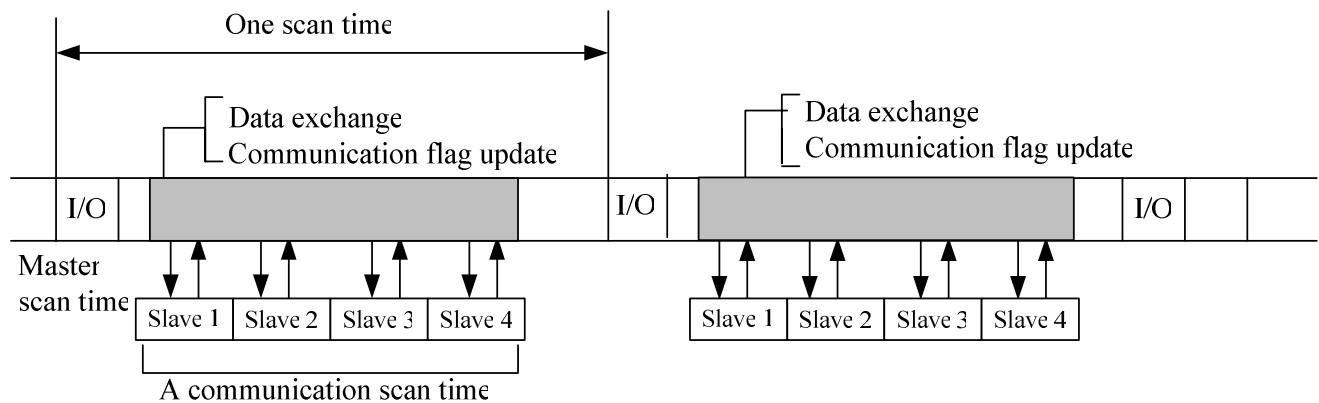 One scan time
Data exchange
Communication flag update
Data exchange
Communication flag update
I/O
I/O
I/O
Master
scan time
Slave 1
Slave 2
Slave 3
Slave 4
Slave 1
Slave 2
Slave 3
Slave 4
A communication scan time